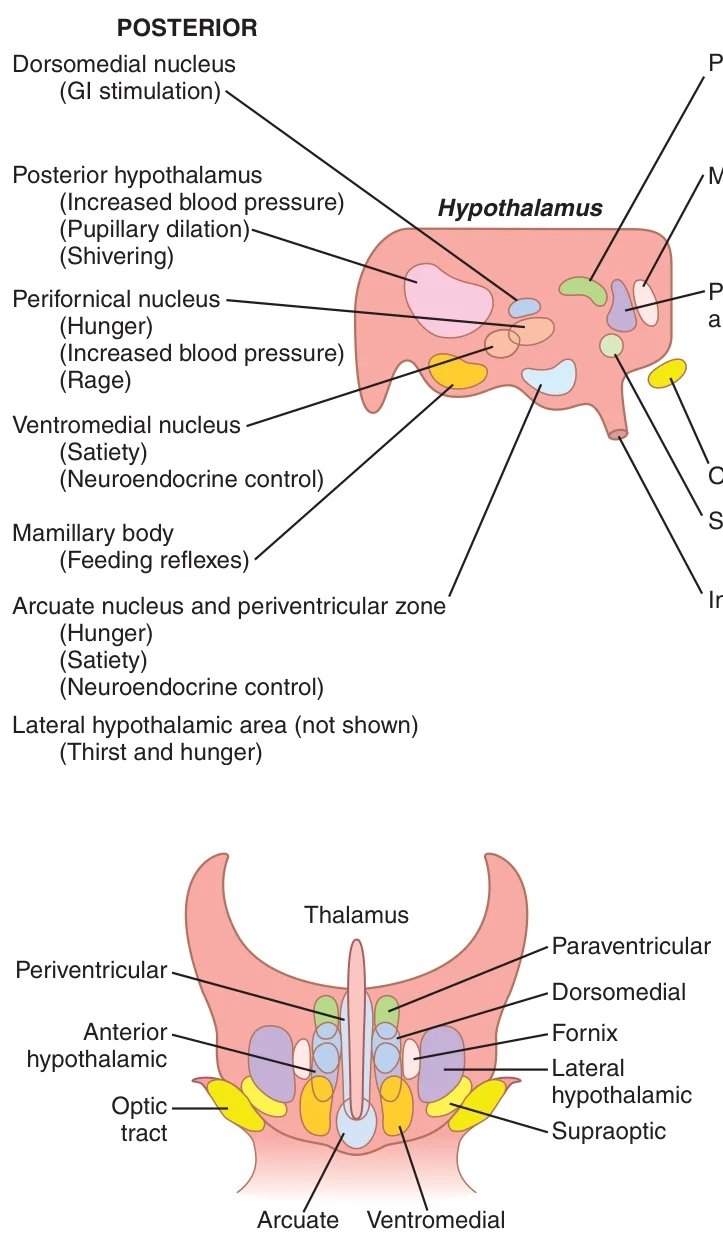 POSTERIOR
Dorsomedial nucleus
(GI stimulation)
Posterior hypothalamus
(Increased blood pressure)
(Pupillary dilation)
(Shivering)
Perifornical nucleus
(Hunger)
(Increased blood pressure)
(Rage)
Ventromedial nucleus
(Satiety)
(Neuroendocrine control)
Mamillary body
(Feeding reflexes)
Arcuate nucleus and periventricular zone
(Hunger)
(Satiety)
(Neuroendocrine control)
Lateral hypothalamic area (not shown)
(Thirst and hunger)
Hypothalamus
P
M
P
a
O
S
In
Thalamus
Periventricular
Anterior
hypothalamic
Optic
tract
Paraventricular
Dorsomedial
Fornix
Lateral
hypothalamic
Supraoptic
Arcuate
Ventromedial